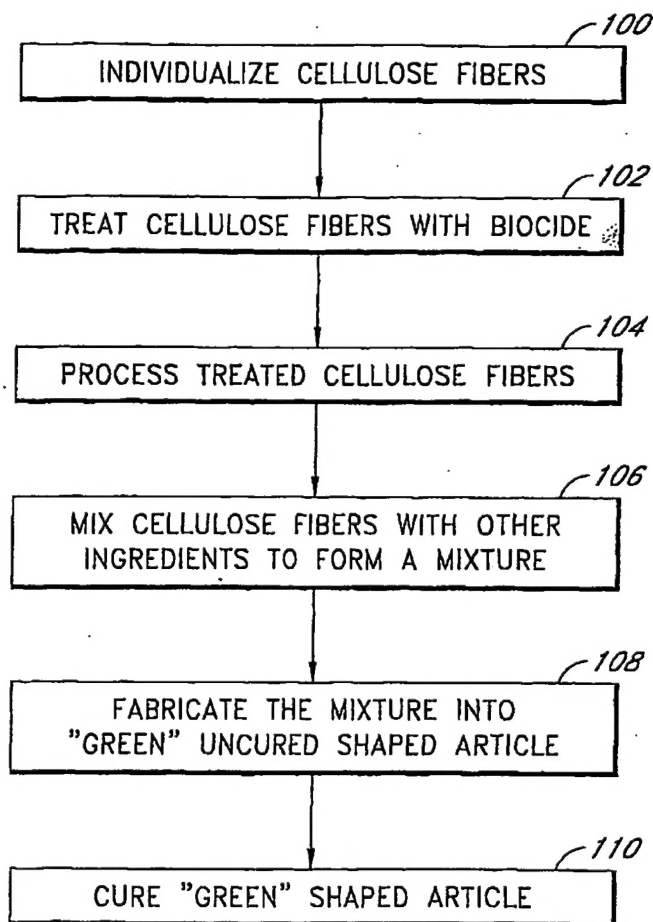 100
INDIVIDUALIZE CELLULOSE FIBERS
102
TREAT CELLULOSE FIBERS WITH BIOCIDE
104
PROCESS TREATED CELLULOSE FIBERS
106
MIX CELLULOSE FIBERS WITH OTHER
INGREDIENTS TO FORM A MIXTURE
108
FABRICATE THE MIXTURE INTO
"GREEN" UNCURED SHAPED ARTICLE
110
CURE "GREEN" SHAPED ARTICLE